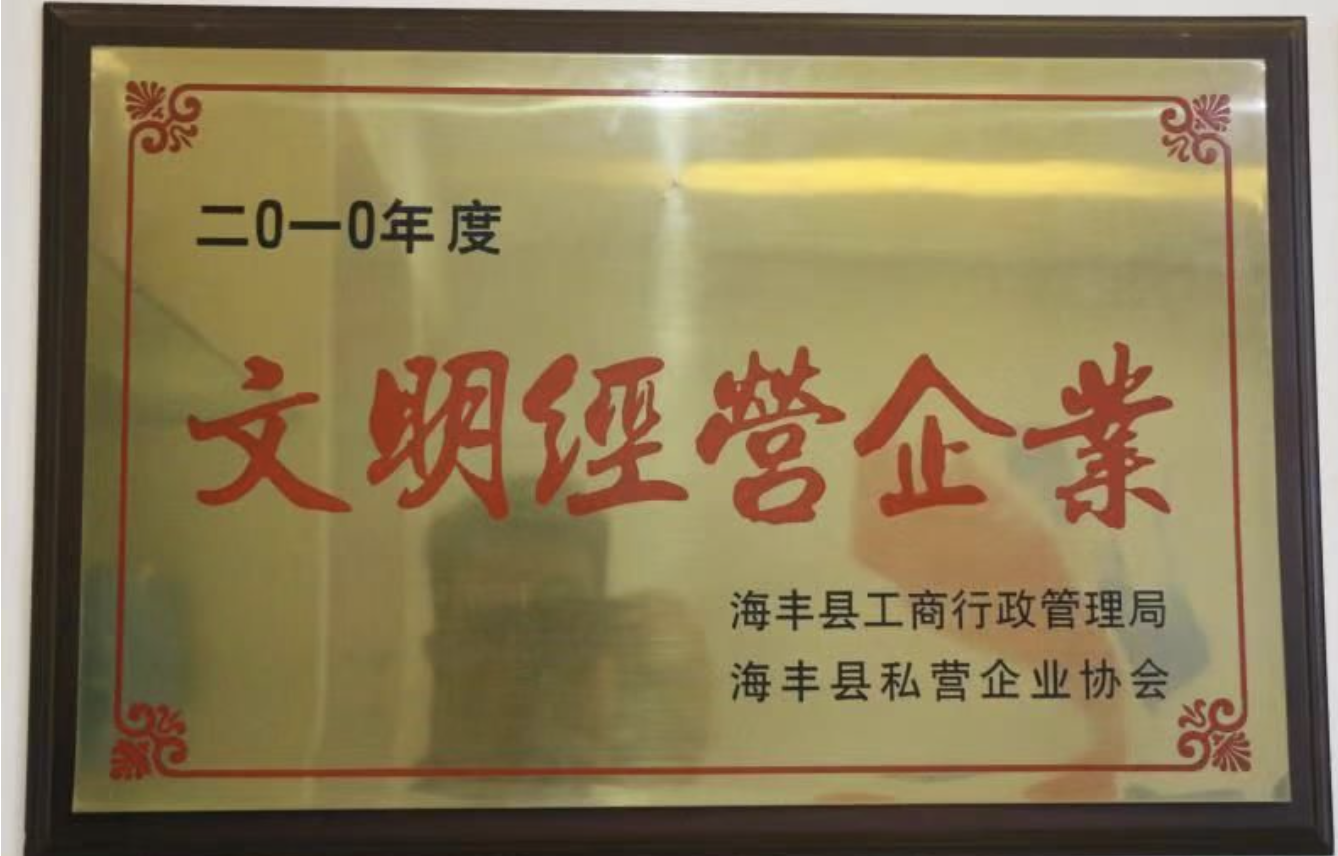 二0一0年度
文明經營企業
海丰县工商行政管理局
海丰县私营企业协会